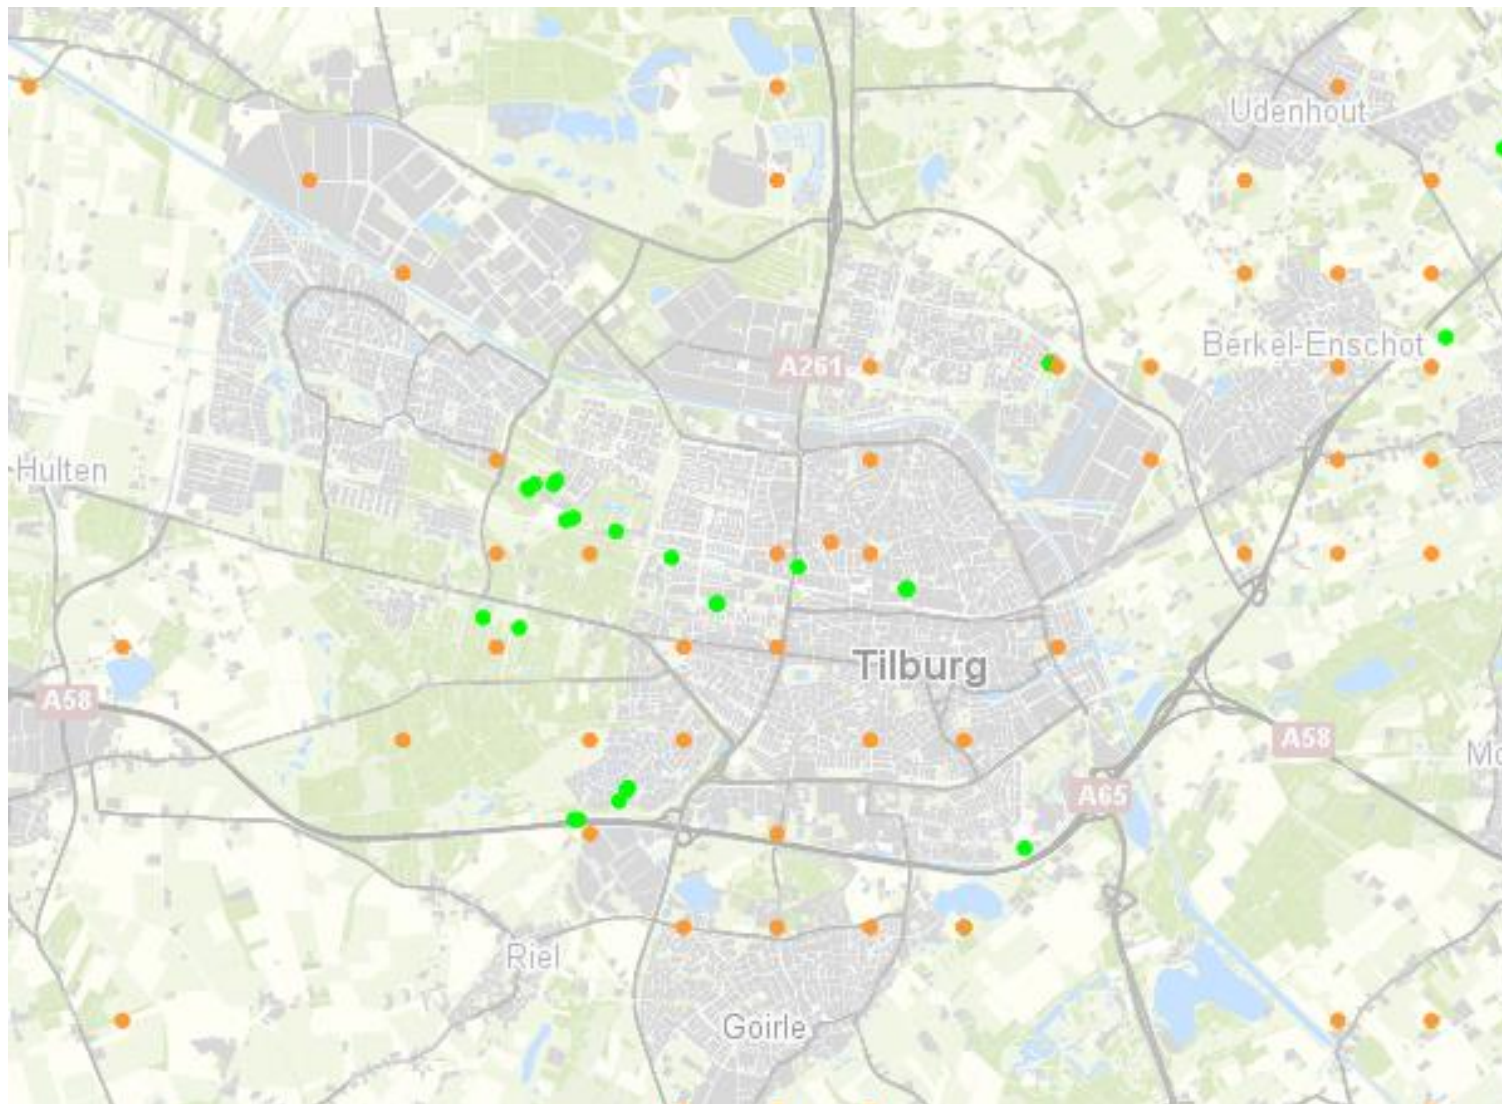 Udenhout
A261
Berkel-Enschot
Hulten
Tilburg
A58
A58
A65
Riel
Goirle